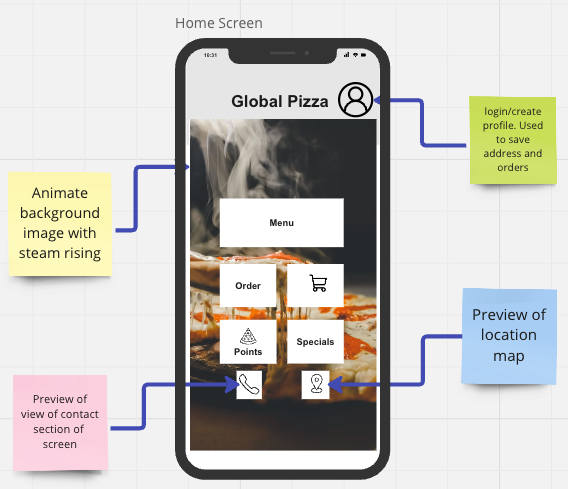 Home Screen
10:31
Global Pizza
login/create
profile. Used
to save
address and
orders
Animate
background
image with
steam rising
Menu
Order
Points
Specials
Preview of
location
map
Preview of
view of contact
section of
screen